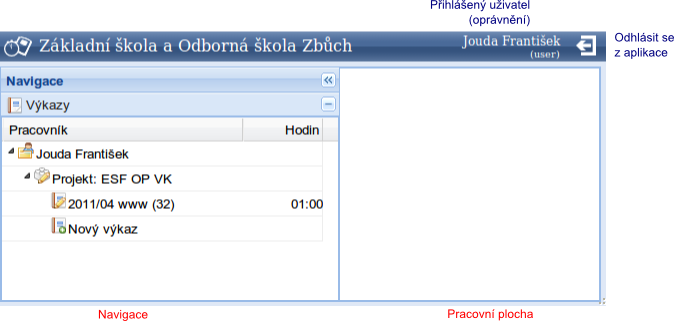 Přihlášený uživatel
(oprávnění)
Základní škola a Odborná škola Zbůch
Jouda František
(user)
Odhlásit se
z aplikace
Navigace
Výkazy
Pracovník Hodin
Jouda František
Projekt: ESF OP VK
2011/04 www (32) 01:00
Nový výkaz
Navigace
Pracovní plocha